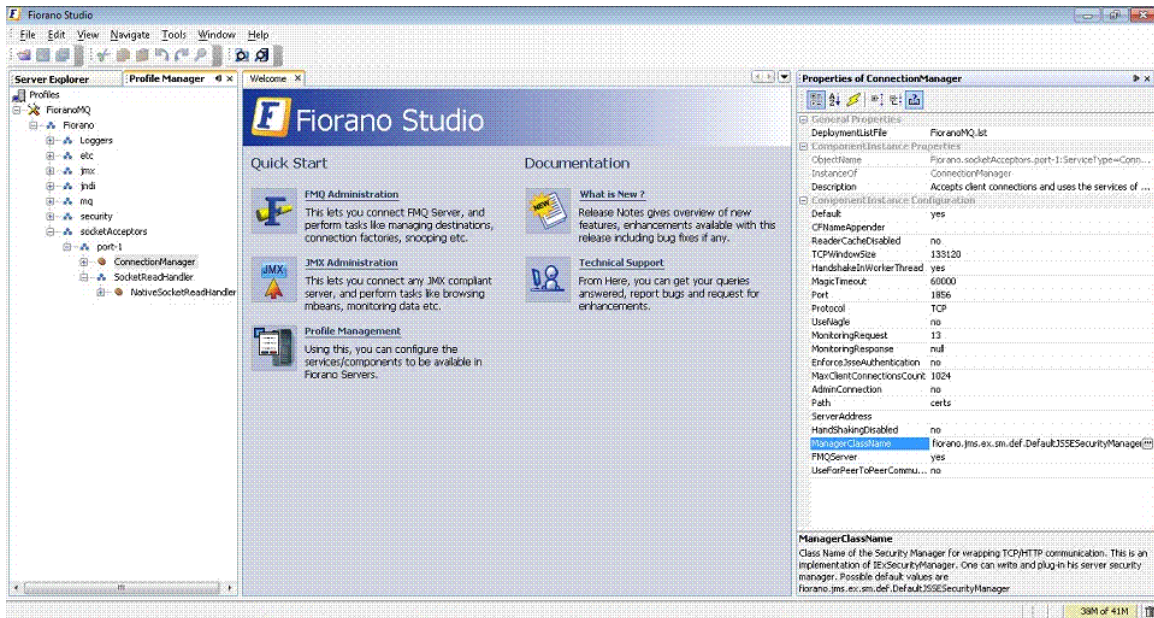 Fiorano Studio
File Edit View Navigate Tools Window Help
Server Explorer
Profile Manager
Profiles
FioranoMQ
Fiorano
Loggers
etc
jmx
jndi
mq
security
socketAcceptors
port-1
ConnectionManager
SocketReadHandler
NativeSocketReadHandler
Welcome
Fiorano Studio
Quick Start
FMQ Administration
This lets you connect FMQ Server, and
perform tasks like managing destinations,
connection factories, snooping etc.
JMX
JMX Administration
This lets you connect any JMX compliant
server, and perform tasks like browsing
mbeans, monitoring data etc.
Profile Management
Using this, you can configure the
services/components to be available in
Fiorano Servers.
Documentation
NEW
What is New ?
Release Notes gives overview of new
features, enhancements available with this
release including bug fixes if any.
Technical Support
From Here, you can get your queries
answered, report bugs and request for
enhancements.
Properties of ConnectionManager
General Properties
DeploymentListFile FioranoMQ.lst
ComponentInstance Properties
ObjectName Fiorano.socketAcceptors.port-1:ServiceType=Conn...
InstanceOf ConnectionManager
Description Accepts client connections and uses the services of ...
ComponentInstance Configuration
Default yes
CFNameAppender
ReaderCacheDisabled no
TCPWindowSize 133120
HandshakeInWorkerThread yes
MagicTimeout 60000
Port 1856
Protocol TCP
UseNagle no
MonitoringRequest 13
MonitoringResponse null
EnforceJsseAuthentication no
MaxClientConnectionsCount 1024
AdminConnection no
Path certs
ServerAddress
HandShakingDisabled no
ManagerClassName fiorano.jms.ex.sm.def.DefaultJSSESecurityManager
FMQServer yes
UseForPeerToPeerCommu... no
ManagerClassName
Class Name of the Security Manager for wrapping TCP/HTTP communication. This is an
implementation of IExSecurityManager. One can write and plug-in his server security
manager. Possible default values are
fiorano.jms.ex.sm.def.DefaultJSSESecurityManager
38M of 41M